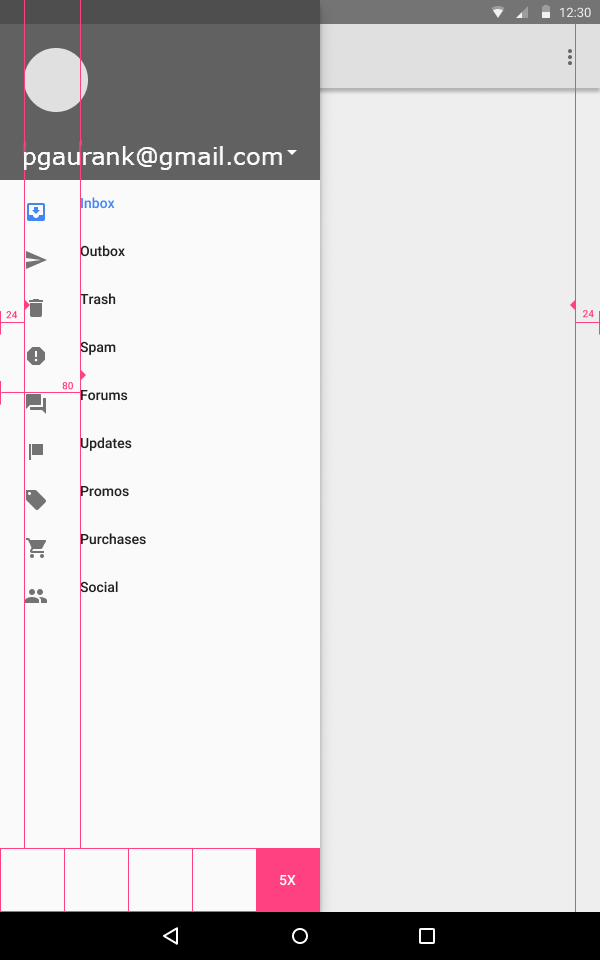 12:30
pgaurank@gmail.com
Inbox
Outbox
Trash
24
24
Spam
80
Forums
Updates
Promos
Purchases
Social
5X